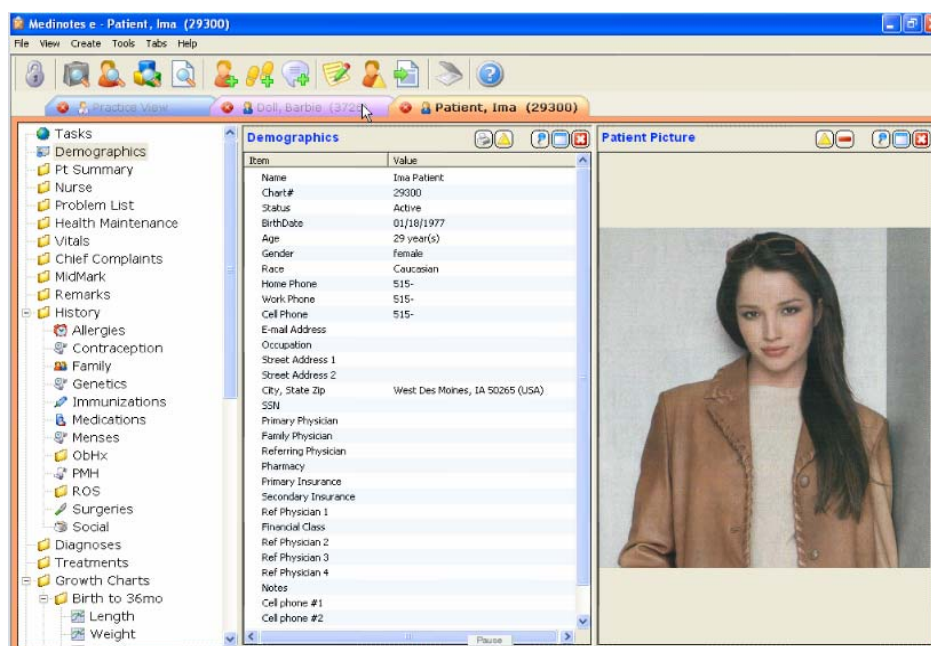 Medinotes e - Patient, Ima (29300)
File View Create Tools Tabs Help
Practice View
Doll, Barbie (372
Patient, Ima (29300)
Tasks
Demographics
Pt Summary
Nurse
Problem List
Health Maintenance
Vitals
Chief Complaints
MidMark
Remarks
History
Allergies
Contraception
Family
Genetics
Immunizations
Medications
Menses
ObHx
PMH
ROS
Surgeries
Social
Diagnoses
Treatments
Growth Charts
Birth to 36mo
Length
Weight
Demographics
Item Value
Name Ima Patient
Chart# 29300
Status Active
BirthDate 01/18/1977
Age 29 year(s)
Gender female
Race Caucasian
Home Phone 515-
Work Phone 515-
Cell Phone 515-
E-mail Address
Occupation
Street Address 1
Street Address 2
City, State Zip West Des Moines, IA 50265 (USA)
SSN
Primary Physician
Family Physician
Referring Physician
Pharmacy
Primary Insurance
Secondary Insurance
Ref Physician 1
Financial Class
Ref Physician 2
Ref Physician 3
Ref Physician 4
Notes
Cell phone #1
Cell phone #2
Pause
Patient Picture